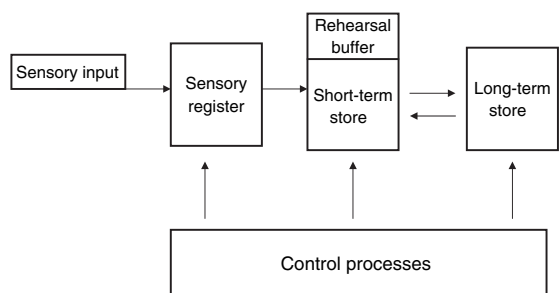 Sensory input
Sensory
register
Rehearsal
buffer
Short-term
store
Long-term
store
Control processes